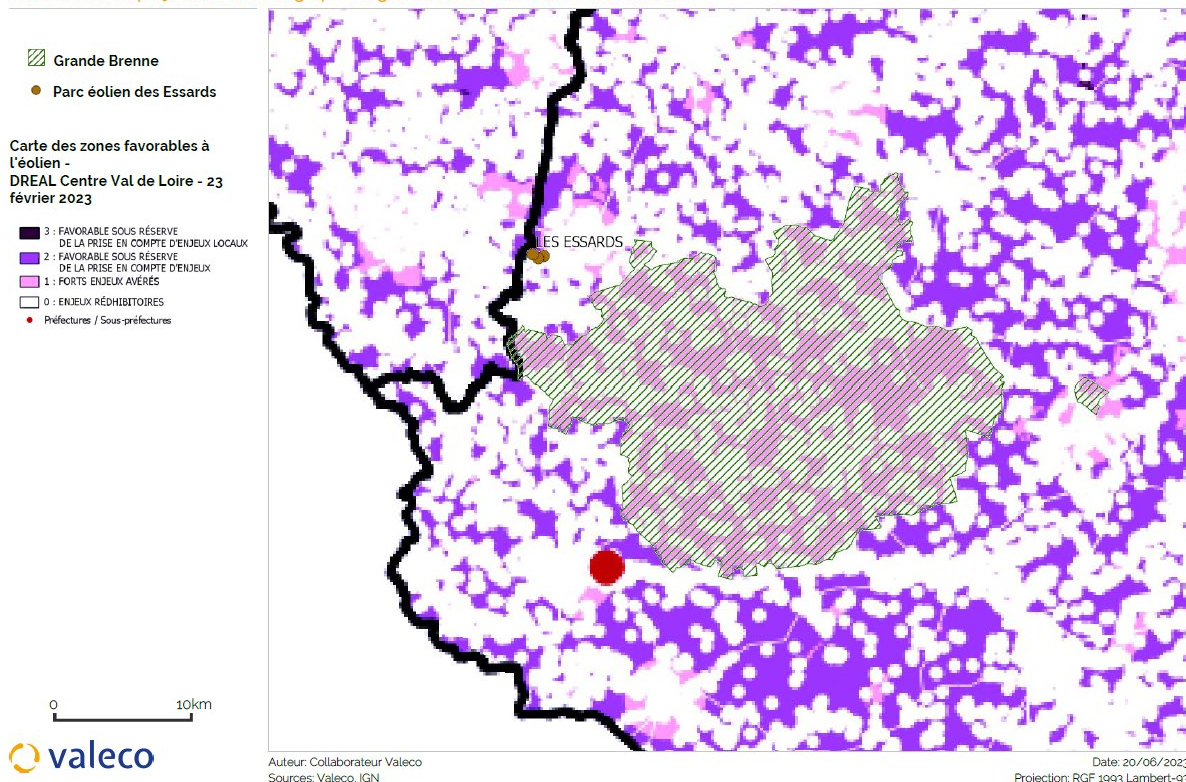 Grande Brenne
Parc éolien des Essards
Carte des zones favorables à
l'éolien -
DREAL Centre Val de Loire - 23
février 2023
3 : FAVORABLE SOUS RÉSERVE
DE LA PRISE EN COMPTE D'ENJEUX LOCAUX
2 : FAVORABLE SOUS RÉSERVE
DE LA PRISE EN COMPTE D'ENJEUX
1 : FORTS ENJEUX AVÉRÉS
0 : ENJEUX RÉDHIBITOIRES
Préfectures / Sous-préfectures
LES ESSARDS
0 10km
valeco
Auteur: Collaborateur Valeco
Sources: Valeco, IGN
Date: 20/06/2023
Projection: RGF 1993 Lambert-93